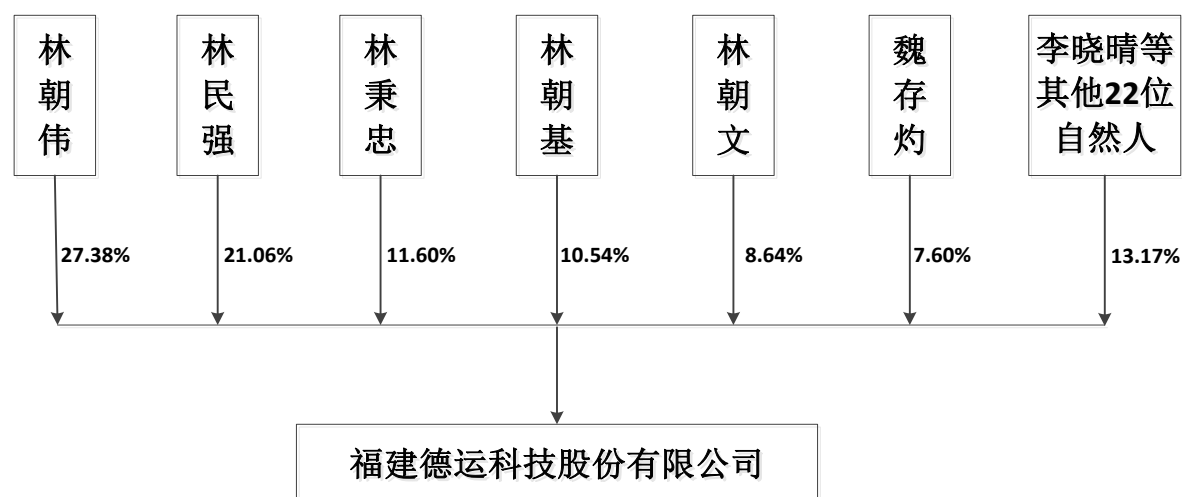 林朝伟
林民强
林秉忠
林朝基
林朝文
魏存灼
李晓晴等
其他22位
自然人
27.38%
21.06%
11.60%
10.54%
8.64%
7.60%
13.17%
福建德运科技股份有限公司